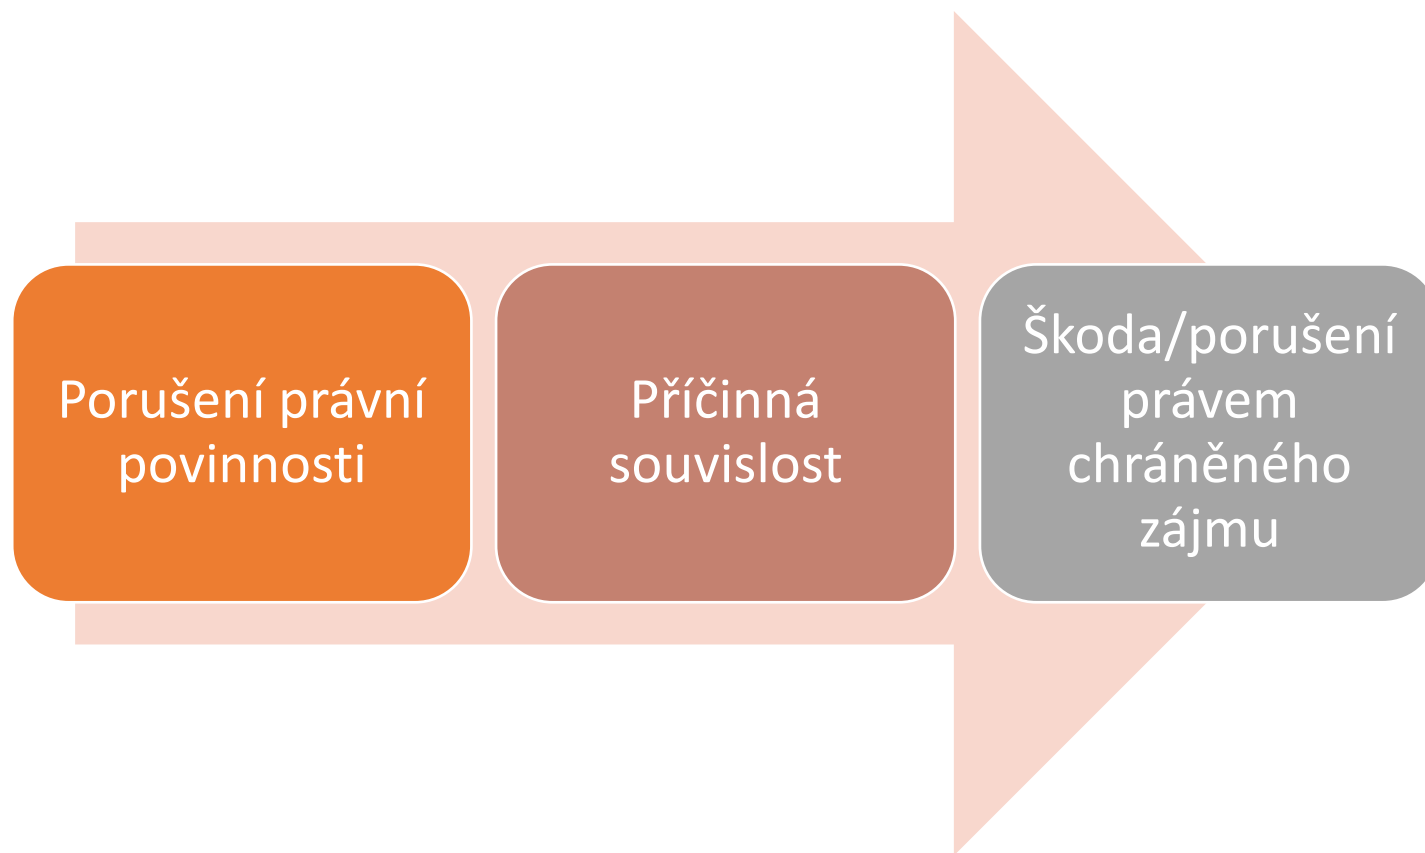 Porušení právní
povinnosti
Příčinná
souvislost
Škoda/porušení
právem
chráněného
zájmu